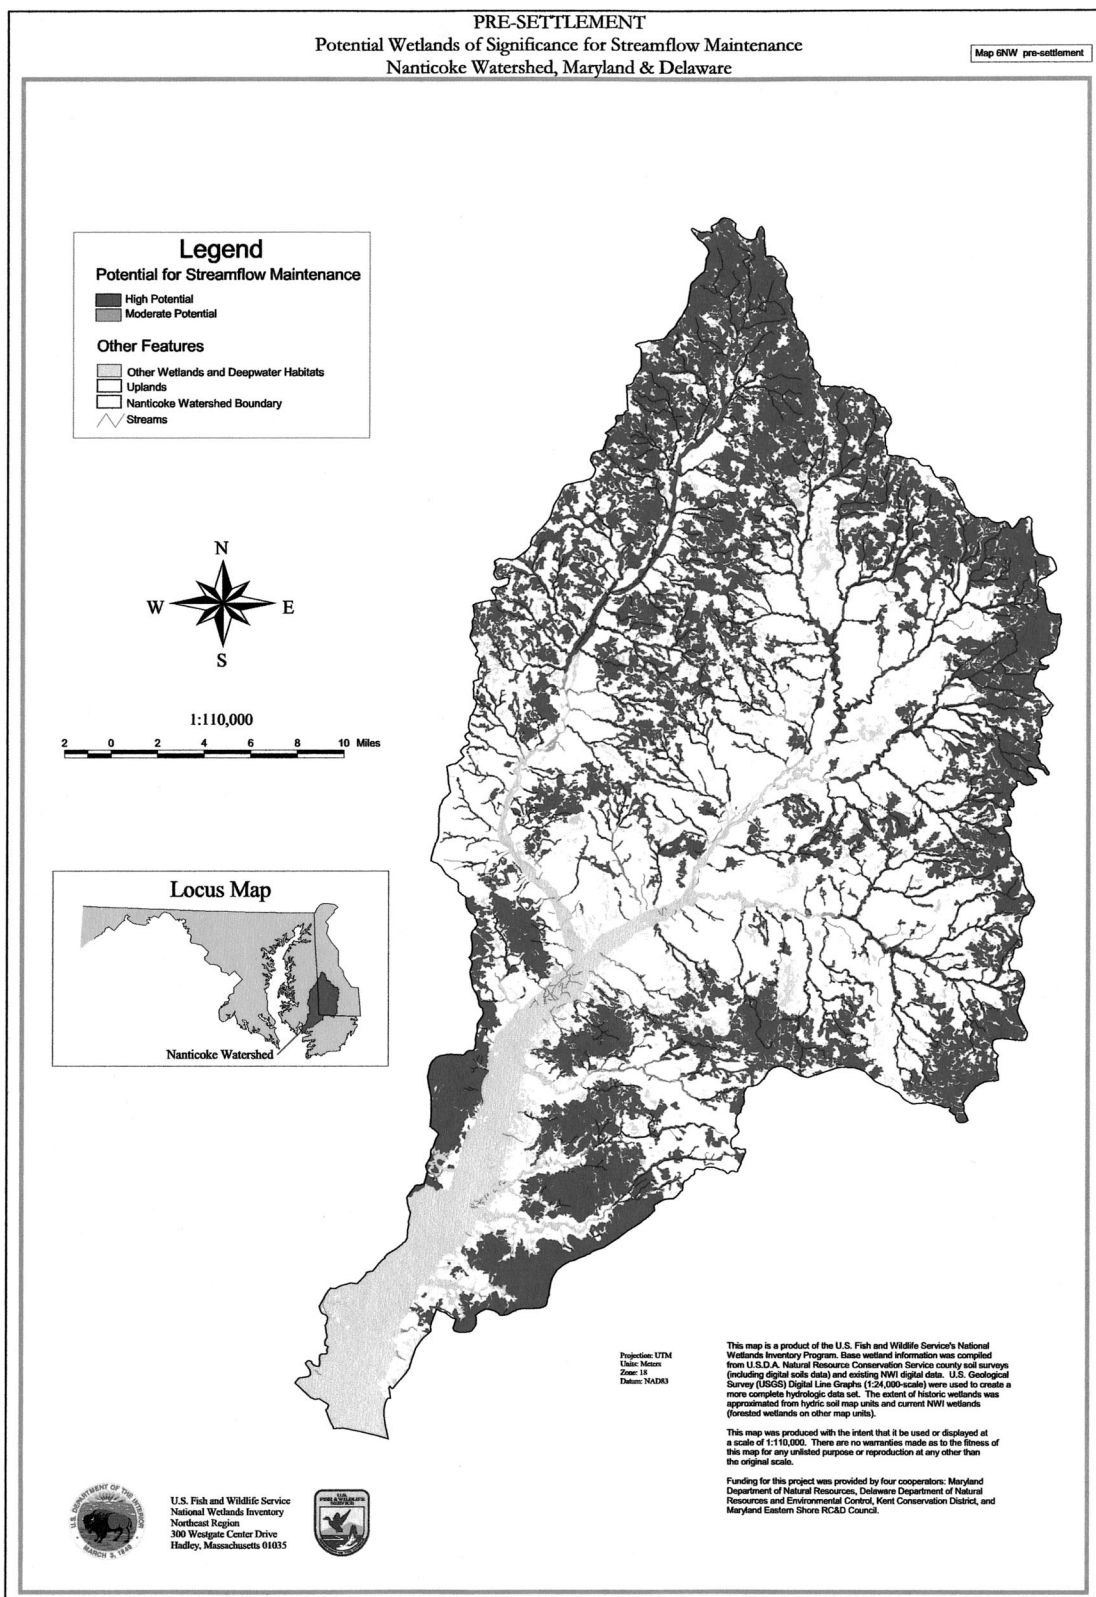 PRE-SETTLEMENT
Potential Wetlands of Significance for Streamflow Maintenance
Nanticoke Watershed, Maryland & Delaware
Map 6NW pre-settlement
Legend
Potential for Streamflow Maintenance
High Potential
Moderate Potential
Other Features
Other Wetlands and Deepwater Habitats
Uplands
Nanticoke Watershed Boundary
Streams
N
W E
S
1:110,000
2 0 2 4 6 8 10 Miles
Locus Map
Nanticoke Watershed
Projection: UTM
Units: Meters
Zone: 18
Datum: NAD83
This map is a product of the U.S. Fish and Wildlife Service's National
Wetlands Inventory Program. Base wetland information was compiled
from U.S.D.A. Natural Resource Conservation Service county soil surveys
(including digital soils data) and existing NWI digital data. U.S. Geological
Survey (USGS) Digital Line Graphs (1:24,000-scale) were used to create a
more complete hydrologic data set. The extent of historic wetlands was
approximated from hydric soil map units and current NWI wetlands
(forested wetlands on other map units).
This map was produced with the intent that it be used or displayed at
a scale of 1:110,000. There are no warranties made as to the fitness of
this map for any unlisted purpose or reproduction at any other than
the original scale.
Funding for this project was provided by four cooperators: Maryland
Department of Natural Resources, Delaware Department of Natural
Resources and Environmental Control, Kent Conservation District, and
Maryland Eastern Shore RC&D Council.
U.S. DEPARTMENT OF THE INTERIOR
MARCH 3, 1849
U.S. Fish and Wildlife Service
National Wetlands Inventory
Northeast Region
300 Westgate Center Drive
Hadley, Massachusetts 01035
U.S.
FISH & WILDLIFE
SERVICE